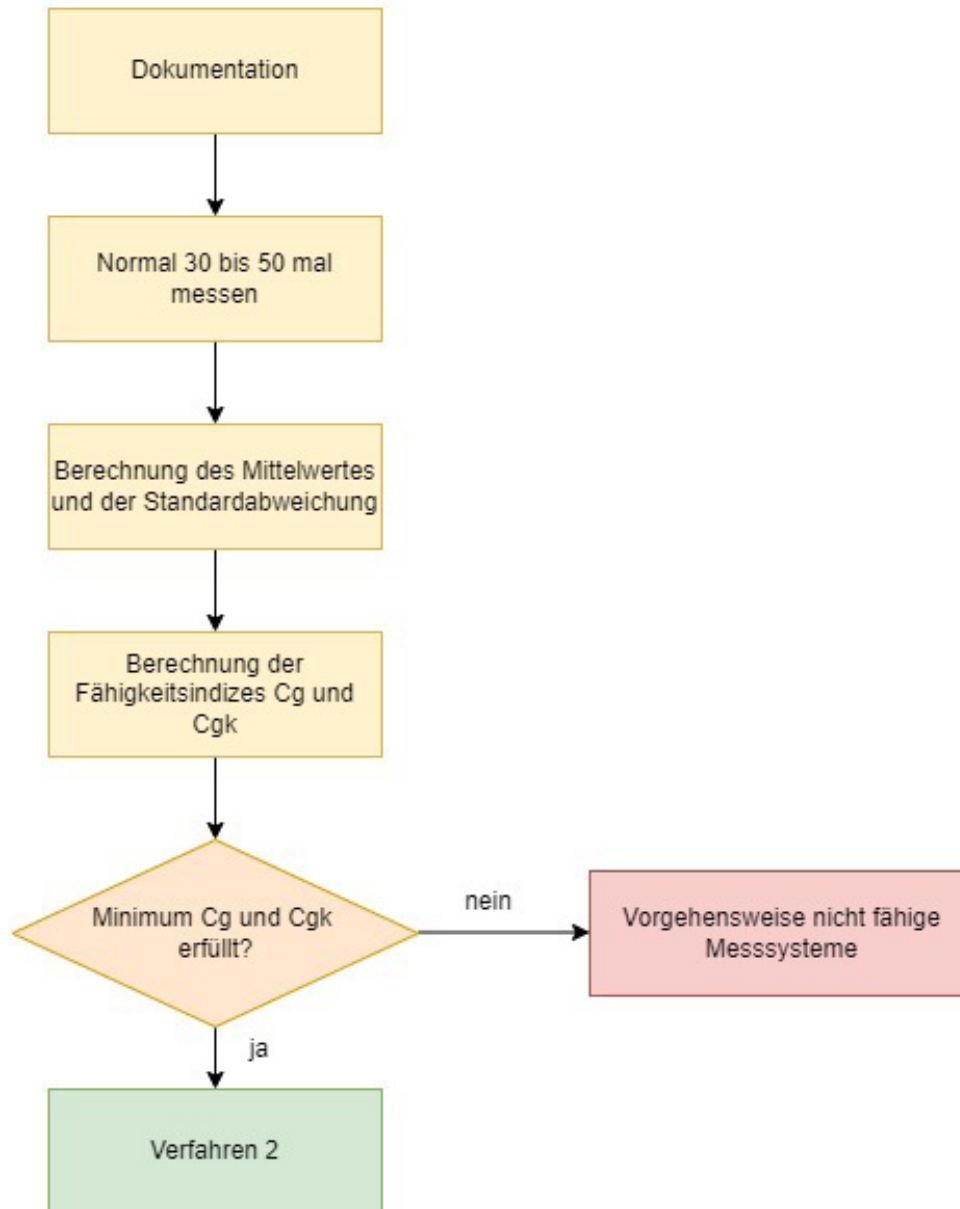 Dokumentation
Normal 30 bis 50 mal
messen
Berechnung des Mittelwertes
und der Standardabweichung
Berechnung der
Fähigkeitsindizes Cg und
Cgk
Minimum Cg und Cgk
erfüllt?
nein
Vorgehensweise nicht fähige
Messsysteme
ja
Verfahren 2